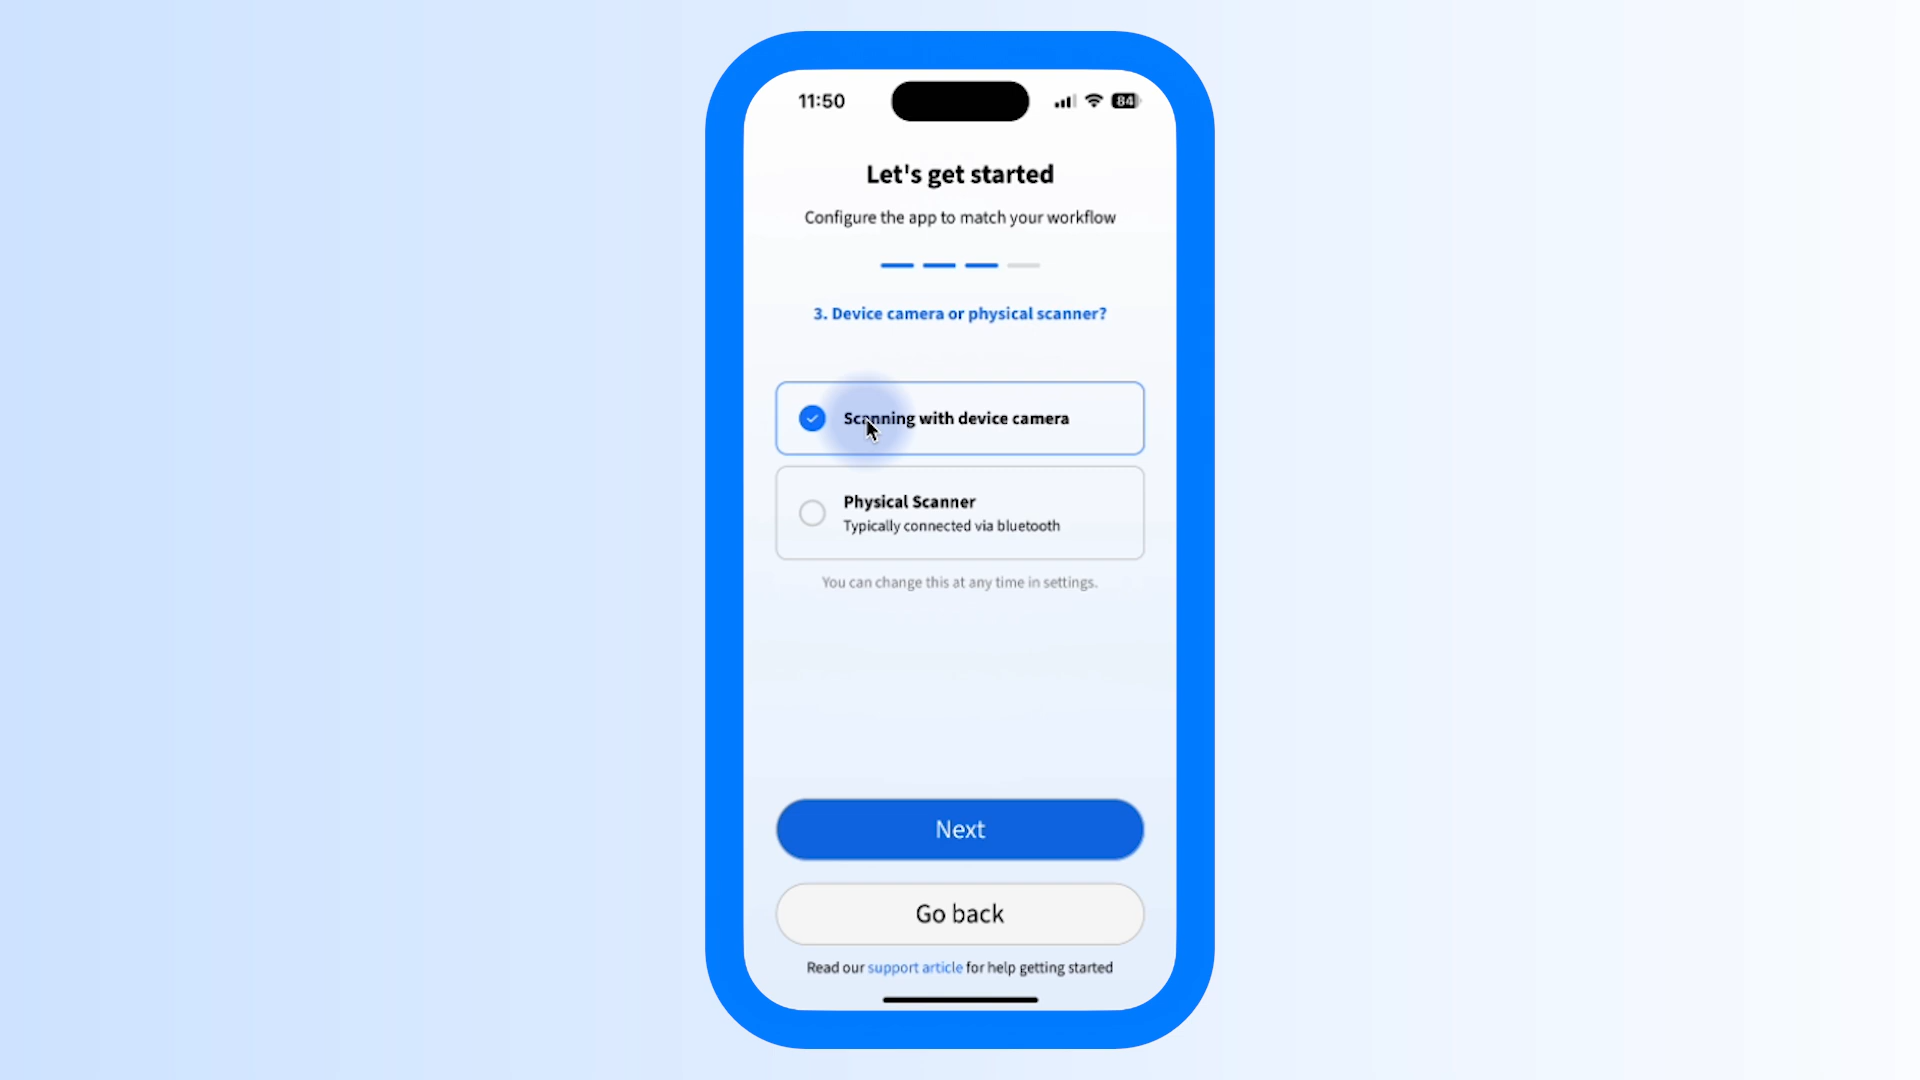 11:50
84
Let's get started
Configure the app to match your workflow
3. Device camera or physical scanner?
Scanning with device camera
Physical Scanner
Typically connected via bluetooth
You can change this at any time in settings.
Next
Go back
Read our support article for help getting started